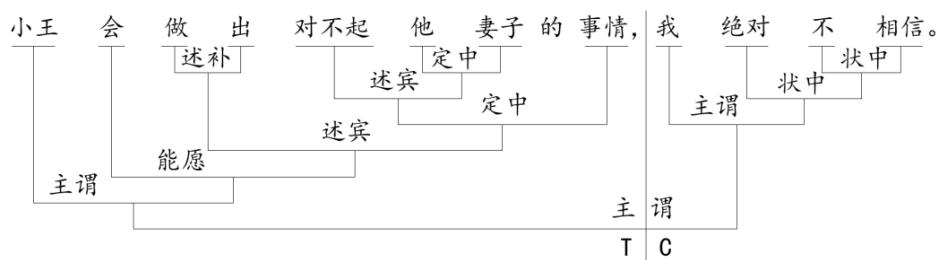 小王 会 做 出 对不起 他 妻子 的 事情, 我 绝对 不 相信。
述补 定中 状中
述宾 状中
定中 主谓
述宾
能愿
主谓
主 谓
T C